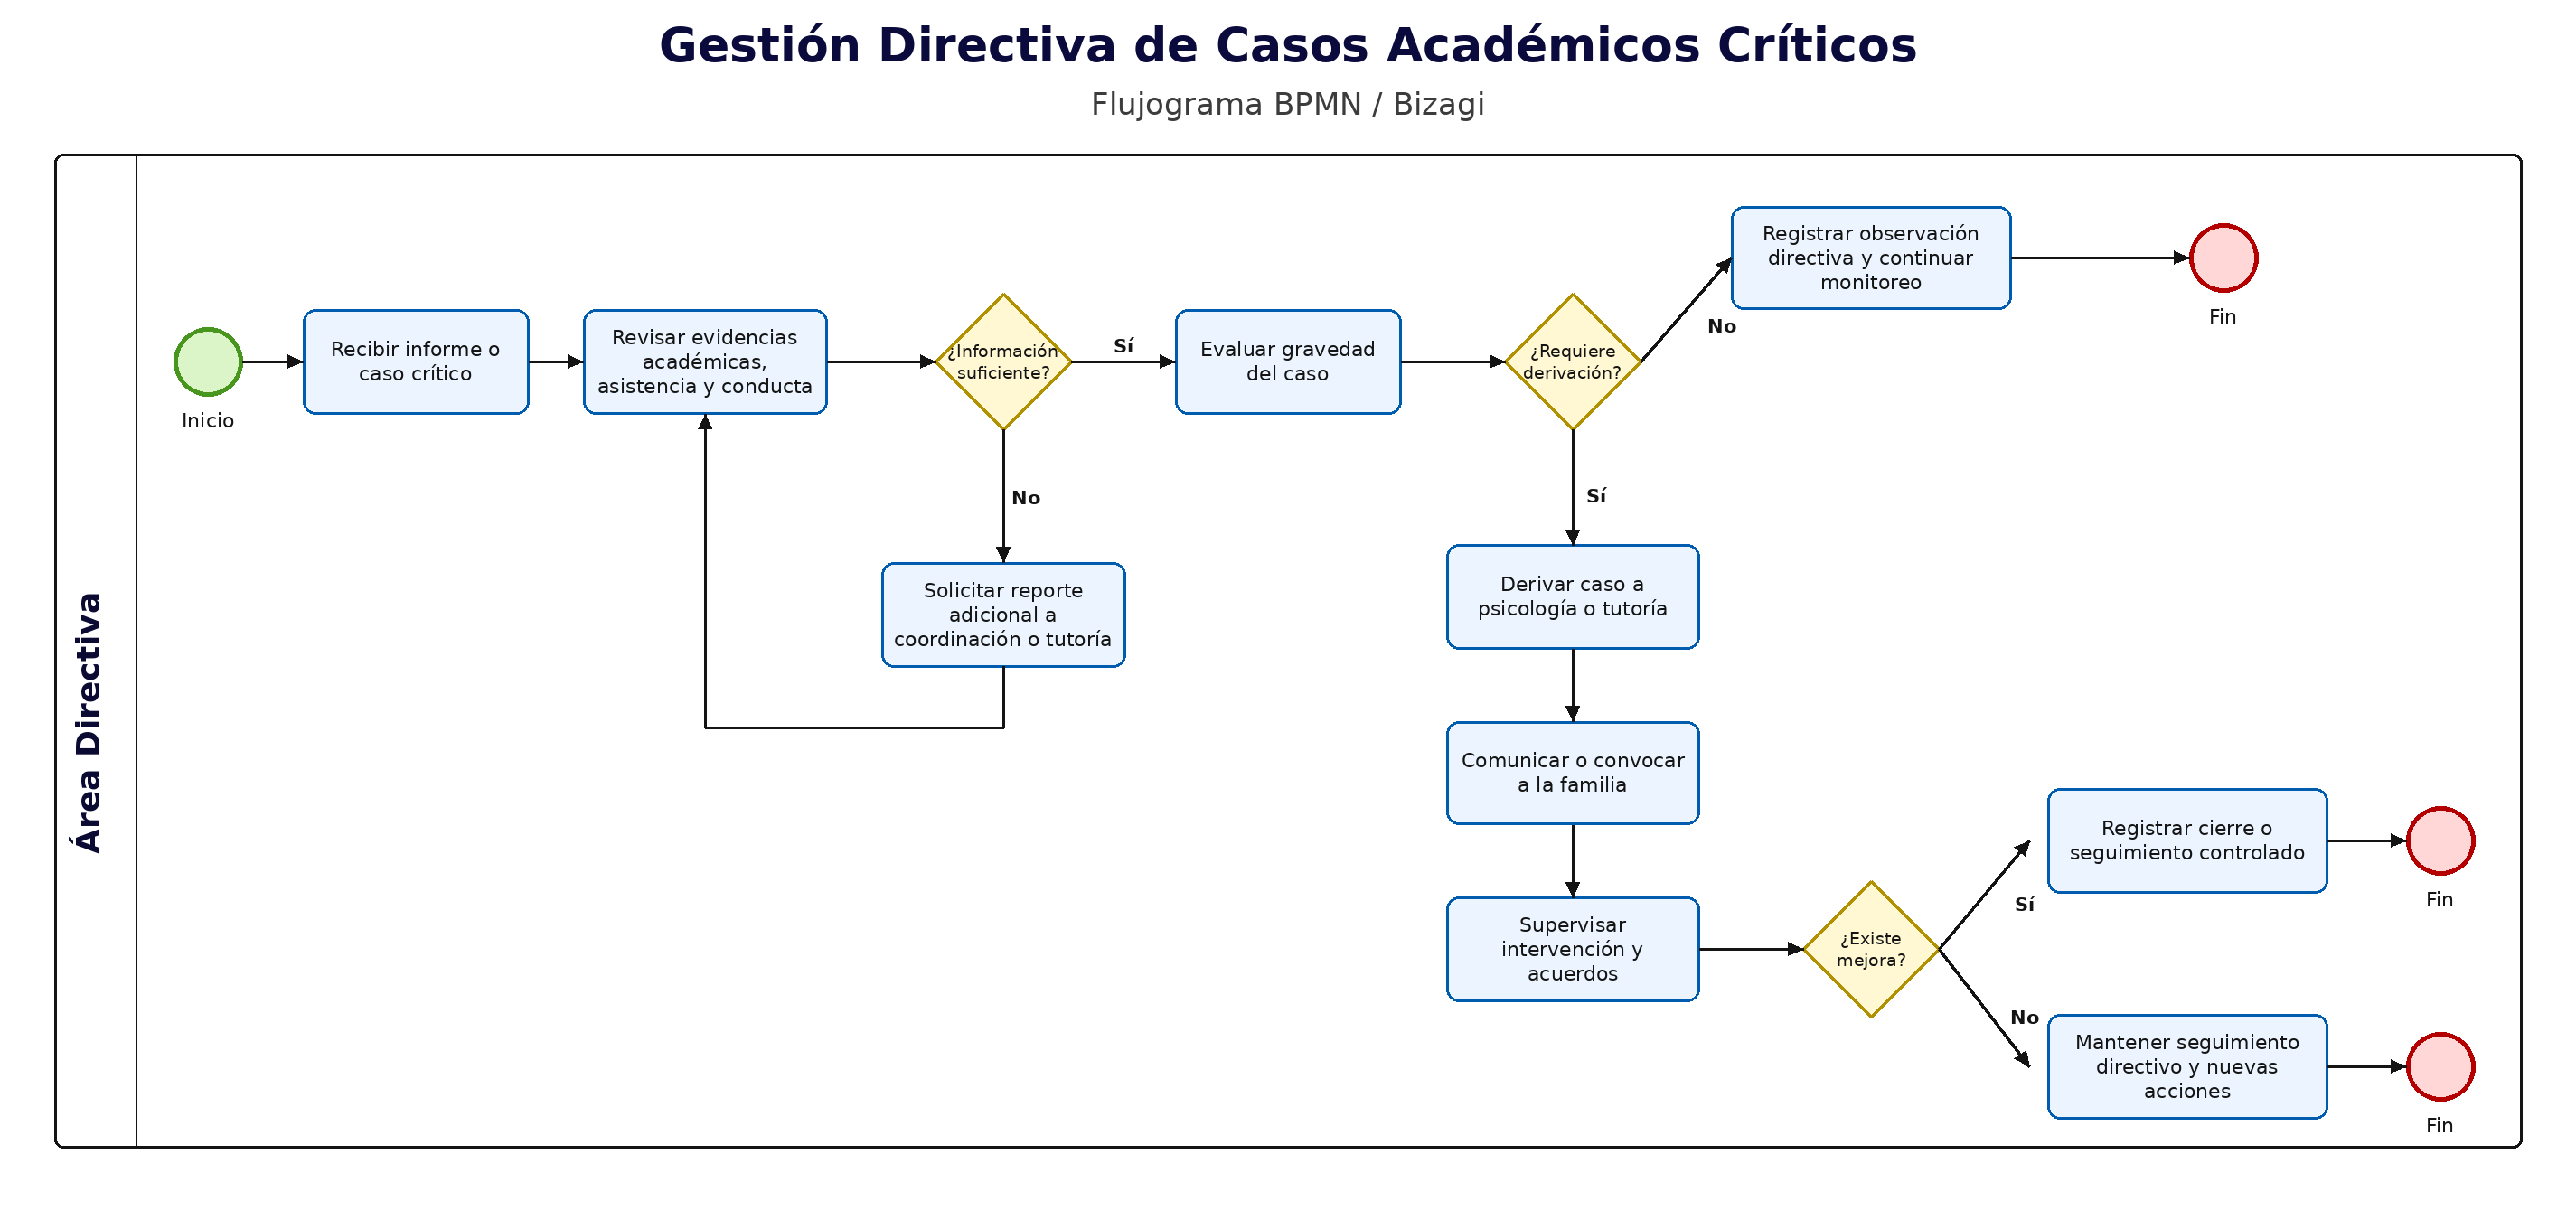 Gestión Directiva de Casos Académicos Críticos
Flujograma BPMN / Bizagi
Área Directiva
Inicio
Recibir informe o
caso crítico
Revisar evidencias
académicas,
asistencia y conducta
¿Información
suficiente?
Sí
No
Solicitar reporte
adicional a
coordinación o tutoría
Evaluar gravedad
del caso
¿Requiere
derivación?
No
Registrar observación
directiva y continuar
monitoreo
Fin
Sí
Derivar caso a
psicología o tutoría
Comunicar o convocar
a la familia
Supervisar
intervención y
acuerdos
¿Existe
mejora?
Sí
Registrar cierre o
seguimiento controlado
Fin
No
Mantener seguimiento
directivo y nuevas
acciones
Fin